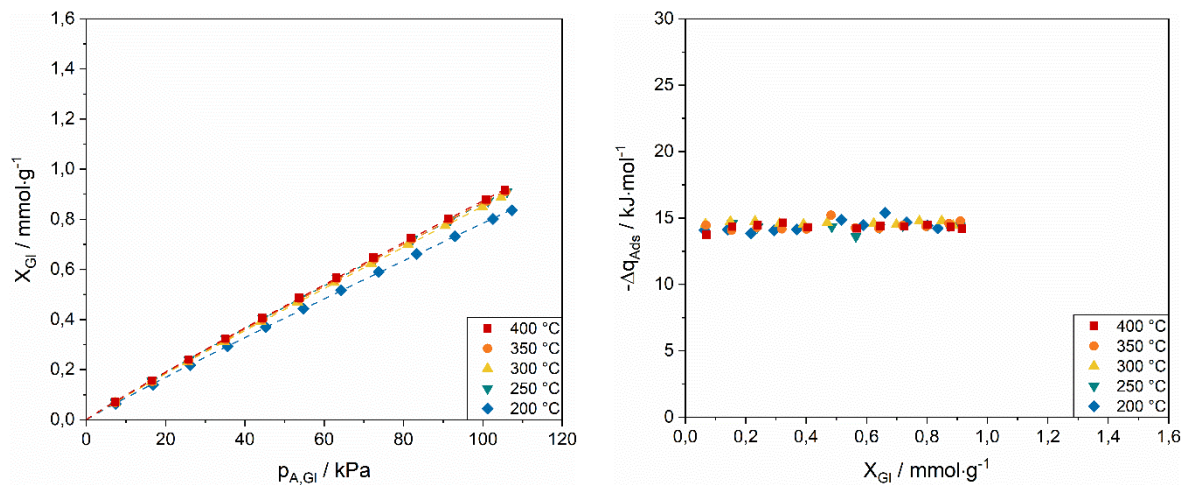 1,6
1,4
1,2
1,0
0,8
0,6
0,4
0,2
0,0
X_GI / mmol·g⁻¹
0 20 40 60 80 100 120
p_A,GI / kPa
400 °C
350 °C
300 °C
250 °C
200 °C
30
25
20
15
10
5
0
-Δq_Ads / kJ·mol⁻¹
0,0 0,2 0,4 0,6 0,8 1,0 1,2 1,4 1,6
X_GI / mmol·g⁻¹
400 °C
350 °C
300 °C
250 °C
200 °C